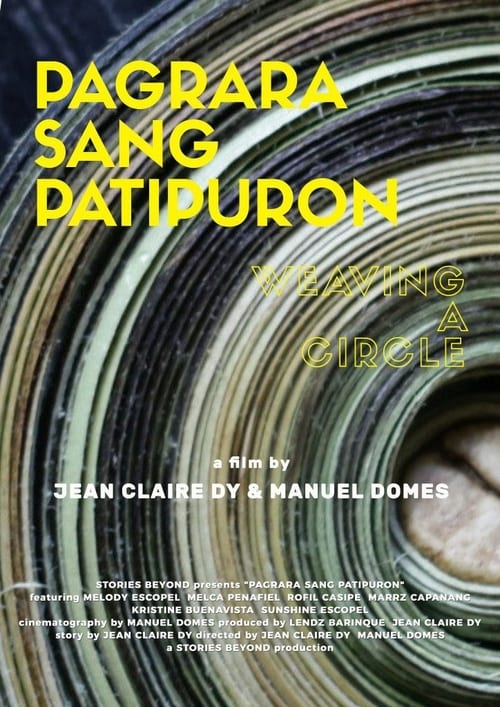 PAGRARA
SANG
PATIPURON
WEAVING
A
CIRCLE
a film by
JEAN CLAIRE DY & MANUEL DOMES
STORIES BEYOND presents "PAGRARA SANG PATIPURON"
featuring MELODY ESCOPEL MELCA PENAFIEL ROFIL CASIPE MARRZ CAPANANG
KRISTINE BUENAVISTA SUNSHINE ESCOPEL
cinematography by MANUEL DOMES produced by LENDZ BARINQUE JEAN CLAIRE DY
story by JEAN CLAIRE DY directed by JEAN CLAIRE DY MANUEL DOMES
a STORIES BEYOND production